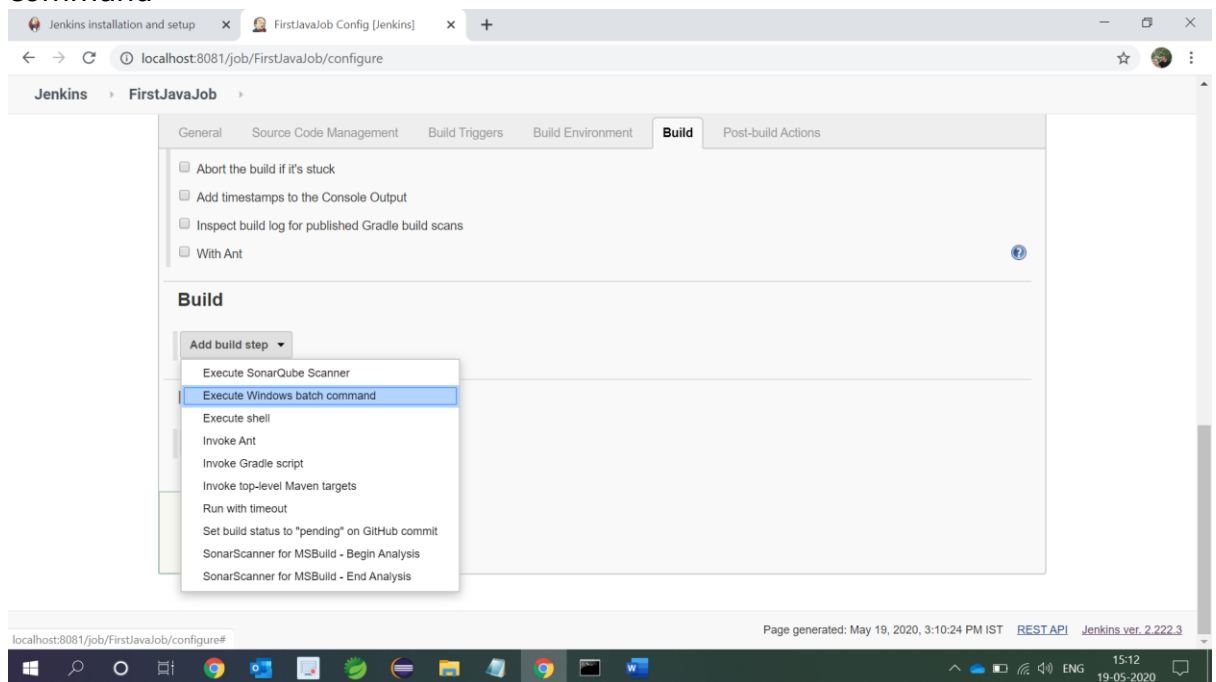 command
Jenkins installation and setup
FirstJavaJob Config [Jenkins]
localhost:8081/job/FirstJavaJob/configure
Jenkins FirstJavaJob
General Source Code Management Build Triggers Build Environment Build Post-build Actions
Abort the build if it's stuck
Add timestamps to the Console Output
Inspect build log for published Gradle build scans
With Ant
Build
Add build step
Execute SonarQube Scanner
Execute Windows batch command
Execute shell
Invoke Ant
Invoke Gradle script
Invoke top-level Maven targets
Run with timeout
Set build status to "pending" on GitHub commit
SonarScanner for MSBuild - Begin Analysis
SonarScanner for MSBuild - End Analysis
Page generated: May 19, 2020, 3:10:24 PM IST REST API Jenkins ver. 2.222.3
localhost:8081/job/FirstJavaJob/configure#
ENG
15:12
19-05-2020